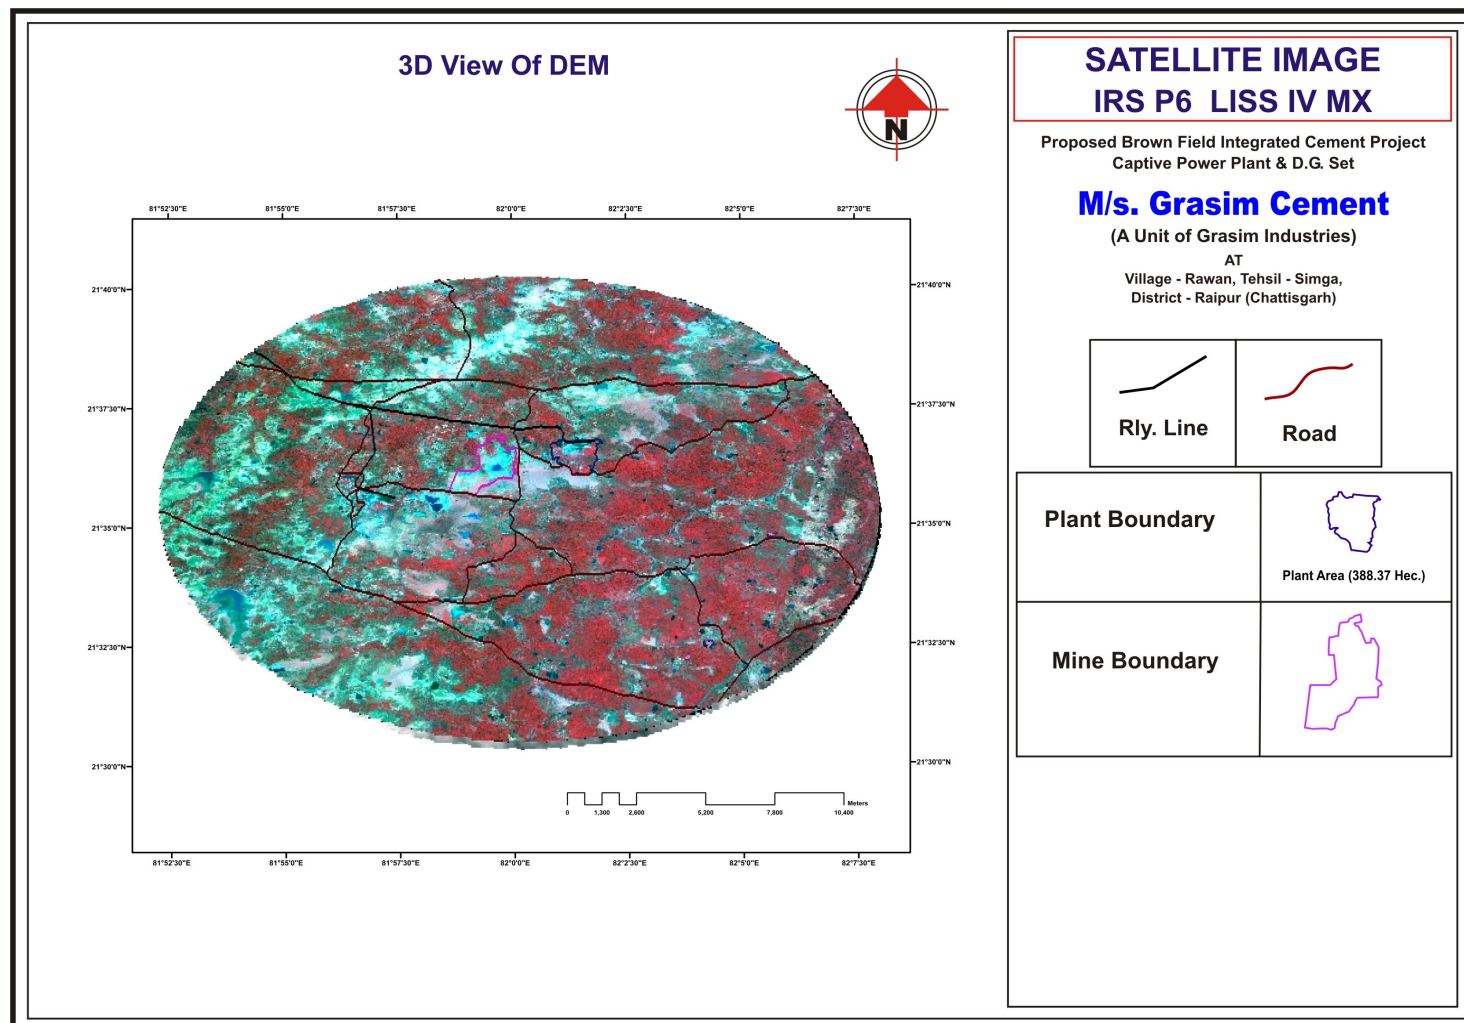 3D View Of DEM
N
81°52'30"E 81°55'0"E 81°57'30"E 82°0'0"E 82°2'30"E 82°5'0"E 82°7'30"E
21°40'0"N 21°40'0"N
21°37'30"N 21°37'30"N
21°35'0"N 21°35'0"N
21°32'30"N 21°32'30"N
21°30'0"N 21°30'0"N
Meters
0 1,300 2,600 5,200 7,800 10,400
81°52'30"E 81°55'0"E 81°57'30"E 82°0'0"E 82°2'30"E 82°5'0"E 82°7'30"E
SATELLITE IMAGE
IRS P6 LISS IV MX
Proposed Brown Field Integrated Cement Project
Captive Power Plant & D.G. Set
M/s. Grasim Cement
(A Unit of Grasim Industries)
AT
Village - Rawan, Tehsil - Simga,
District - Raipur (Chattisgarh)
Rly. Line
Road
Plant Boundary
Plant Area (388.37 Hec.)
Mine Boundary